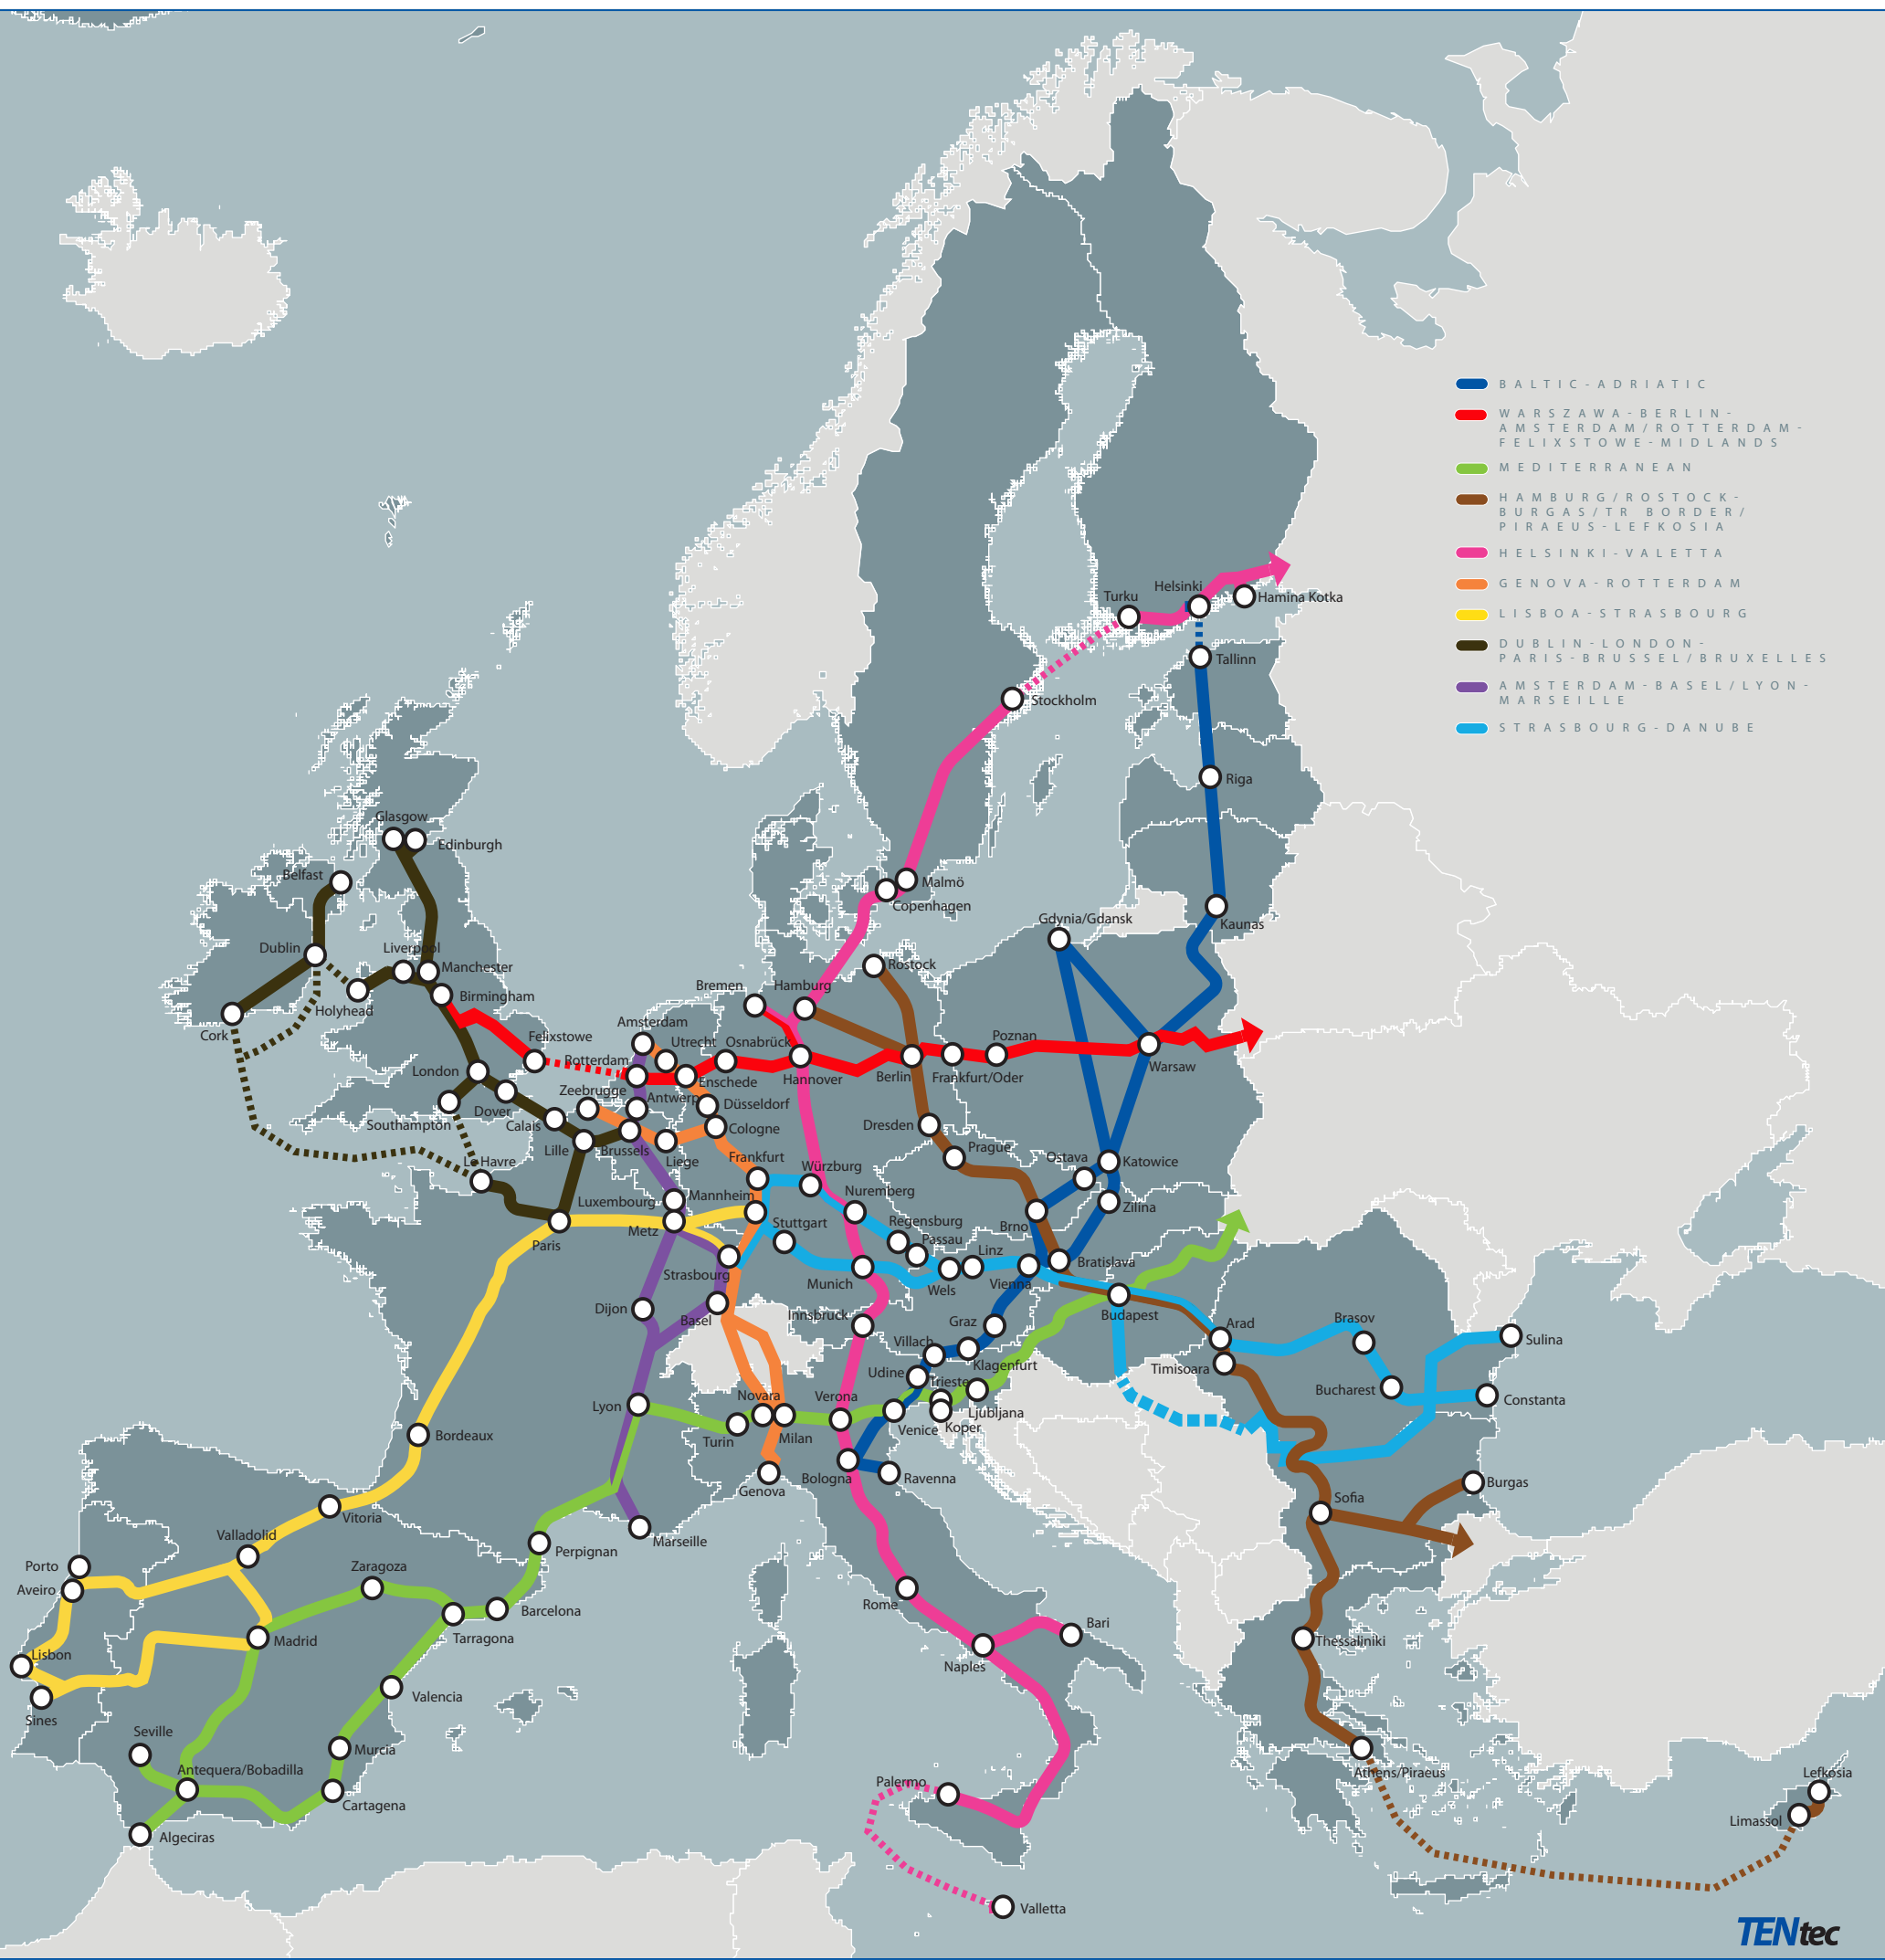 BALTIC-ADRIATIC
WARSZAWA-BERLIN-
AMSTERDAM/ROTTERDAM-
FELIXSTOWE-MIDLANDS
MEDITERRANEAN
HAMBURG/ROSTOCK-
BURGAS/TR BORDER/
PIRAEUS-LEFKOSIA
HELSINKI-VALETTA
GENOVA-ROTTERDAM
LISBOA-STRASBOURG
DUBLIN-LONDON-
PARIS-BRUSSEL/BRUXELLES
AMSTERDAM-BASEL/LYON-
MARSEILLE
STRASBOURG-DANUBE
Helsinki
Turku
Hamina Kotka
Tallinn
Stockholm
Riga
Glasgow
Edinburgh
Belfast
Malmö
Copenhagen
Gdynia/Gdansk
Kaunas
Dublin
Liverpool
Manchester
Rostock
Birmingham
Holyhead
Cork
Bremen
Hamburg
Amsterdam
Felixstowe
Utrecht
Osnabrück
Poznan
Rotterdam
London
Hannover
Berlin
Frankfurt/Oder
Warsaw
Enschede
Zeebrugge
Antwerp
Düsseldorf
Dover
Southampton
Calais
Dresden
Cologne
Lille
Brussels
Liege
Prague
Le Havre
Frankfurt
Würzburg
Ostava
Katowice
Luxembourg
Mannheim
Nuremberg
Zilina
Metz
Stuttgart
Regensburg
Brno
Paris
Passau
Linz
Strasbourg
Munich
Wels
Vienna
Bratislava
Dijon
Basel
Innsbruck
Graz
Budapest
Arad
Brasov
Sulina
Villach
Klagenfurt
Timisoara
Udine
Trieste
Bucharest
Constanta
Lyon
Novara
Verona
Ljubljana
Turin
Milan
Venice
Koper
Bordeaux
Genova
Bologna
Ravenna
Burgas
Sofia
Vitoria
Valladolid
Marseille
Perpignan
Porto
Aveiro
Zaragoza
Barcelona
Tarragona
Rome
Bari
Madrid
Lisbon
Thessaliniki
Naples
Valencia
Sines
Seville
Murcia
Antequera/Bobadilla
Athens/Piraeus
Lefkosia
Palermo
Cartagena
Limassol
Algeciras
Valletta
TENtec